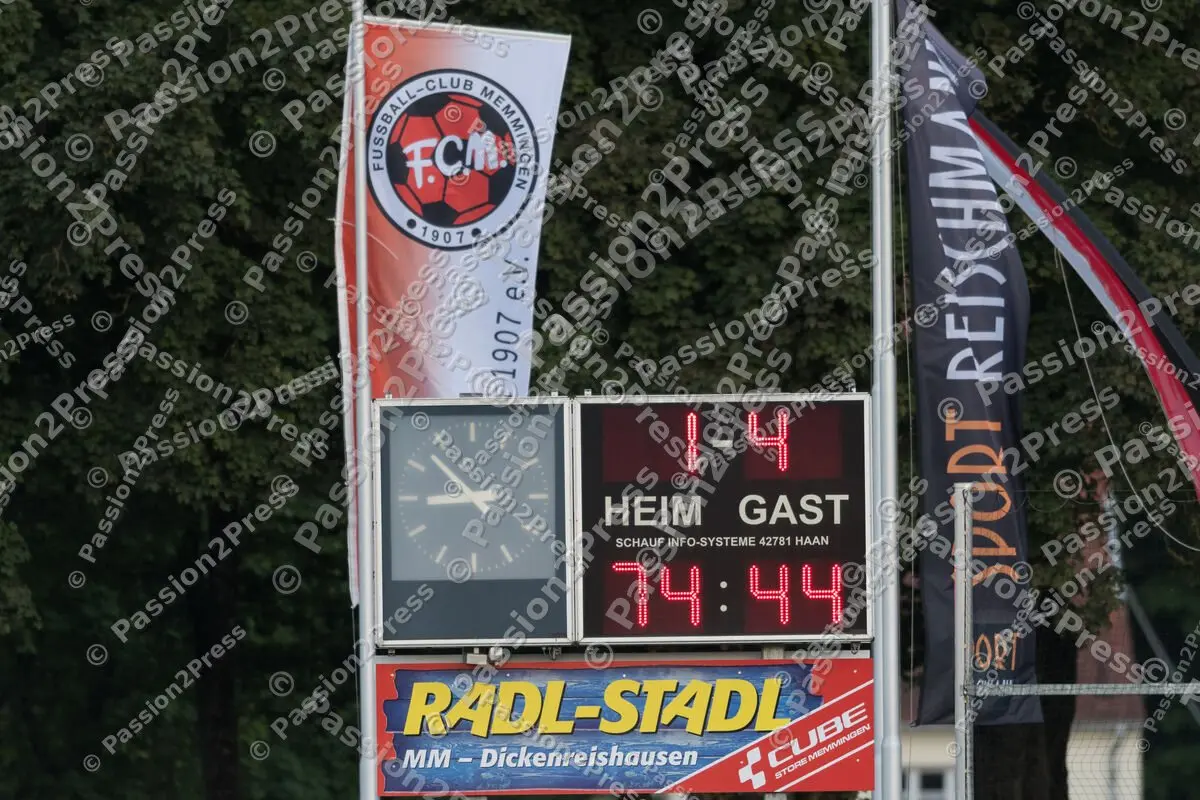 FUSSBALL-CLUB MEMMINGEN
F.C.M.
• 1907 •
1907 e.V.
SPORT REISCHMANN
1-4
HEIM GAST
SCHAUF INFO-SYSTEME 42781 HAAN
74:44
RADL-STADL
MM – Dickenreishausen
CUBE
STORE MEMMINGEN
© Passion2Press